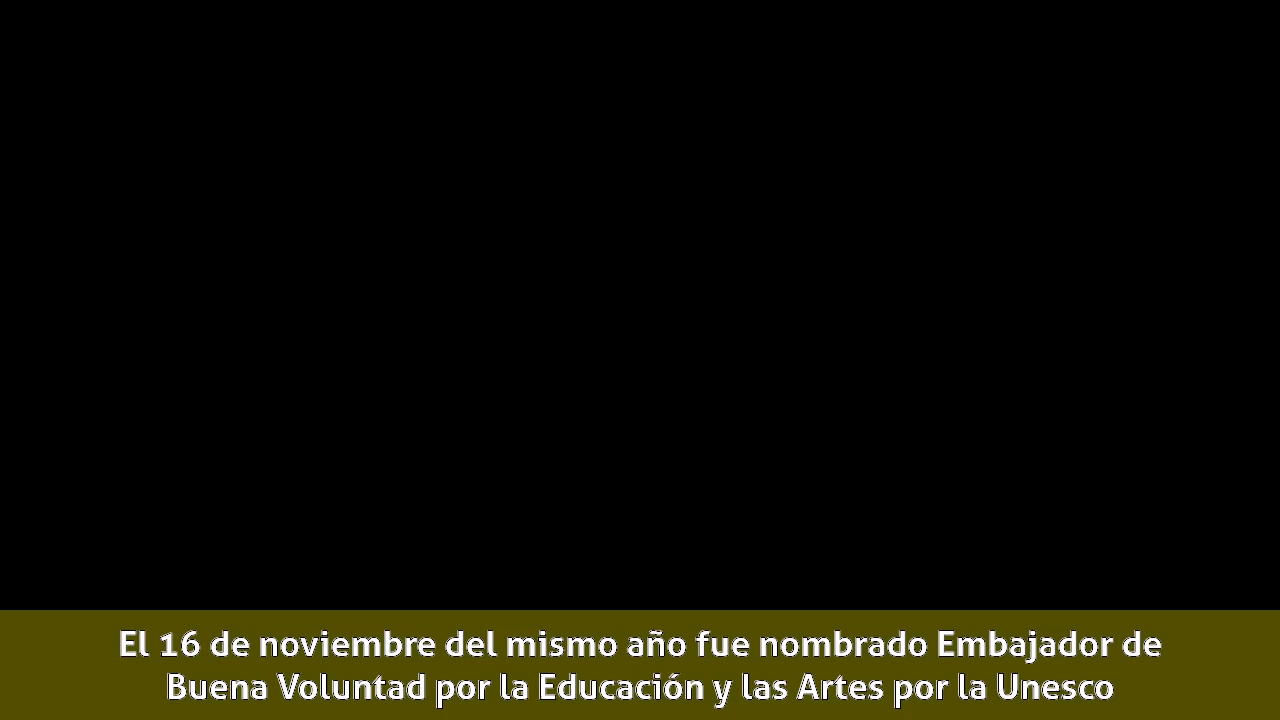 El 16 de noviembre del mismo año fue nombrado Embajador de
Buena Voluntad por la Educación y las Artes por la Unesco